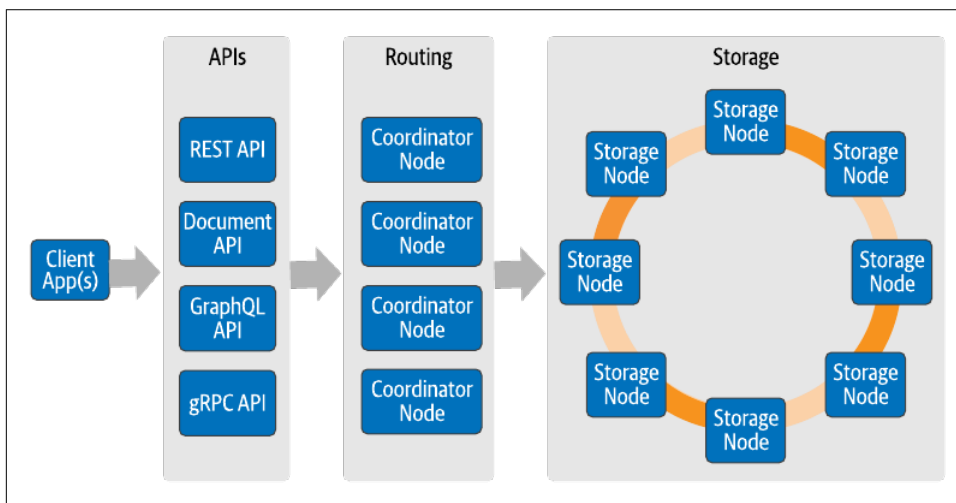 APIs
Routing
Storage
Client
App(s)
REST API
Document
API
GraphQL
API
gRPC API
Coordinator
Node
Coordinator
Node
Coordinator
Node
Coordinator
Node
Storage
Node
Storage
Node
Storage
Node
Storage
Node
Storage
Node
Storage
Node
Storage
Node
Storage
Node